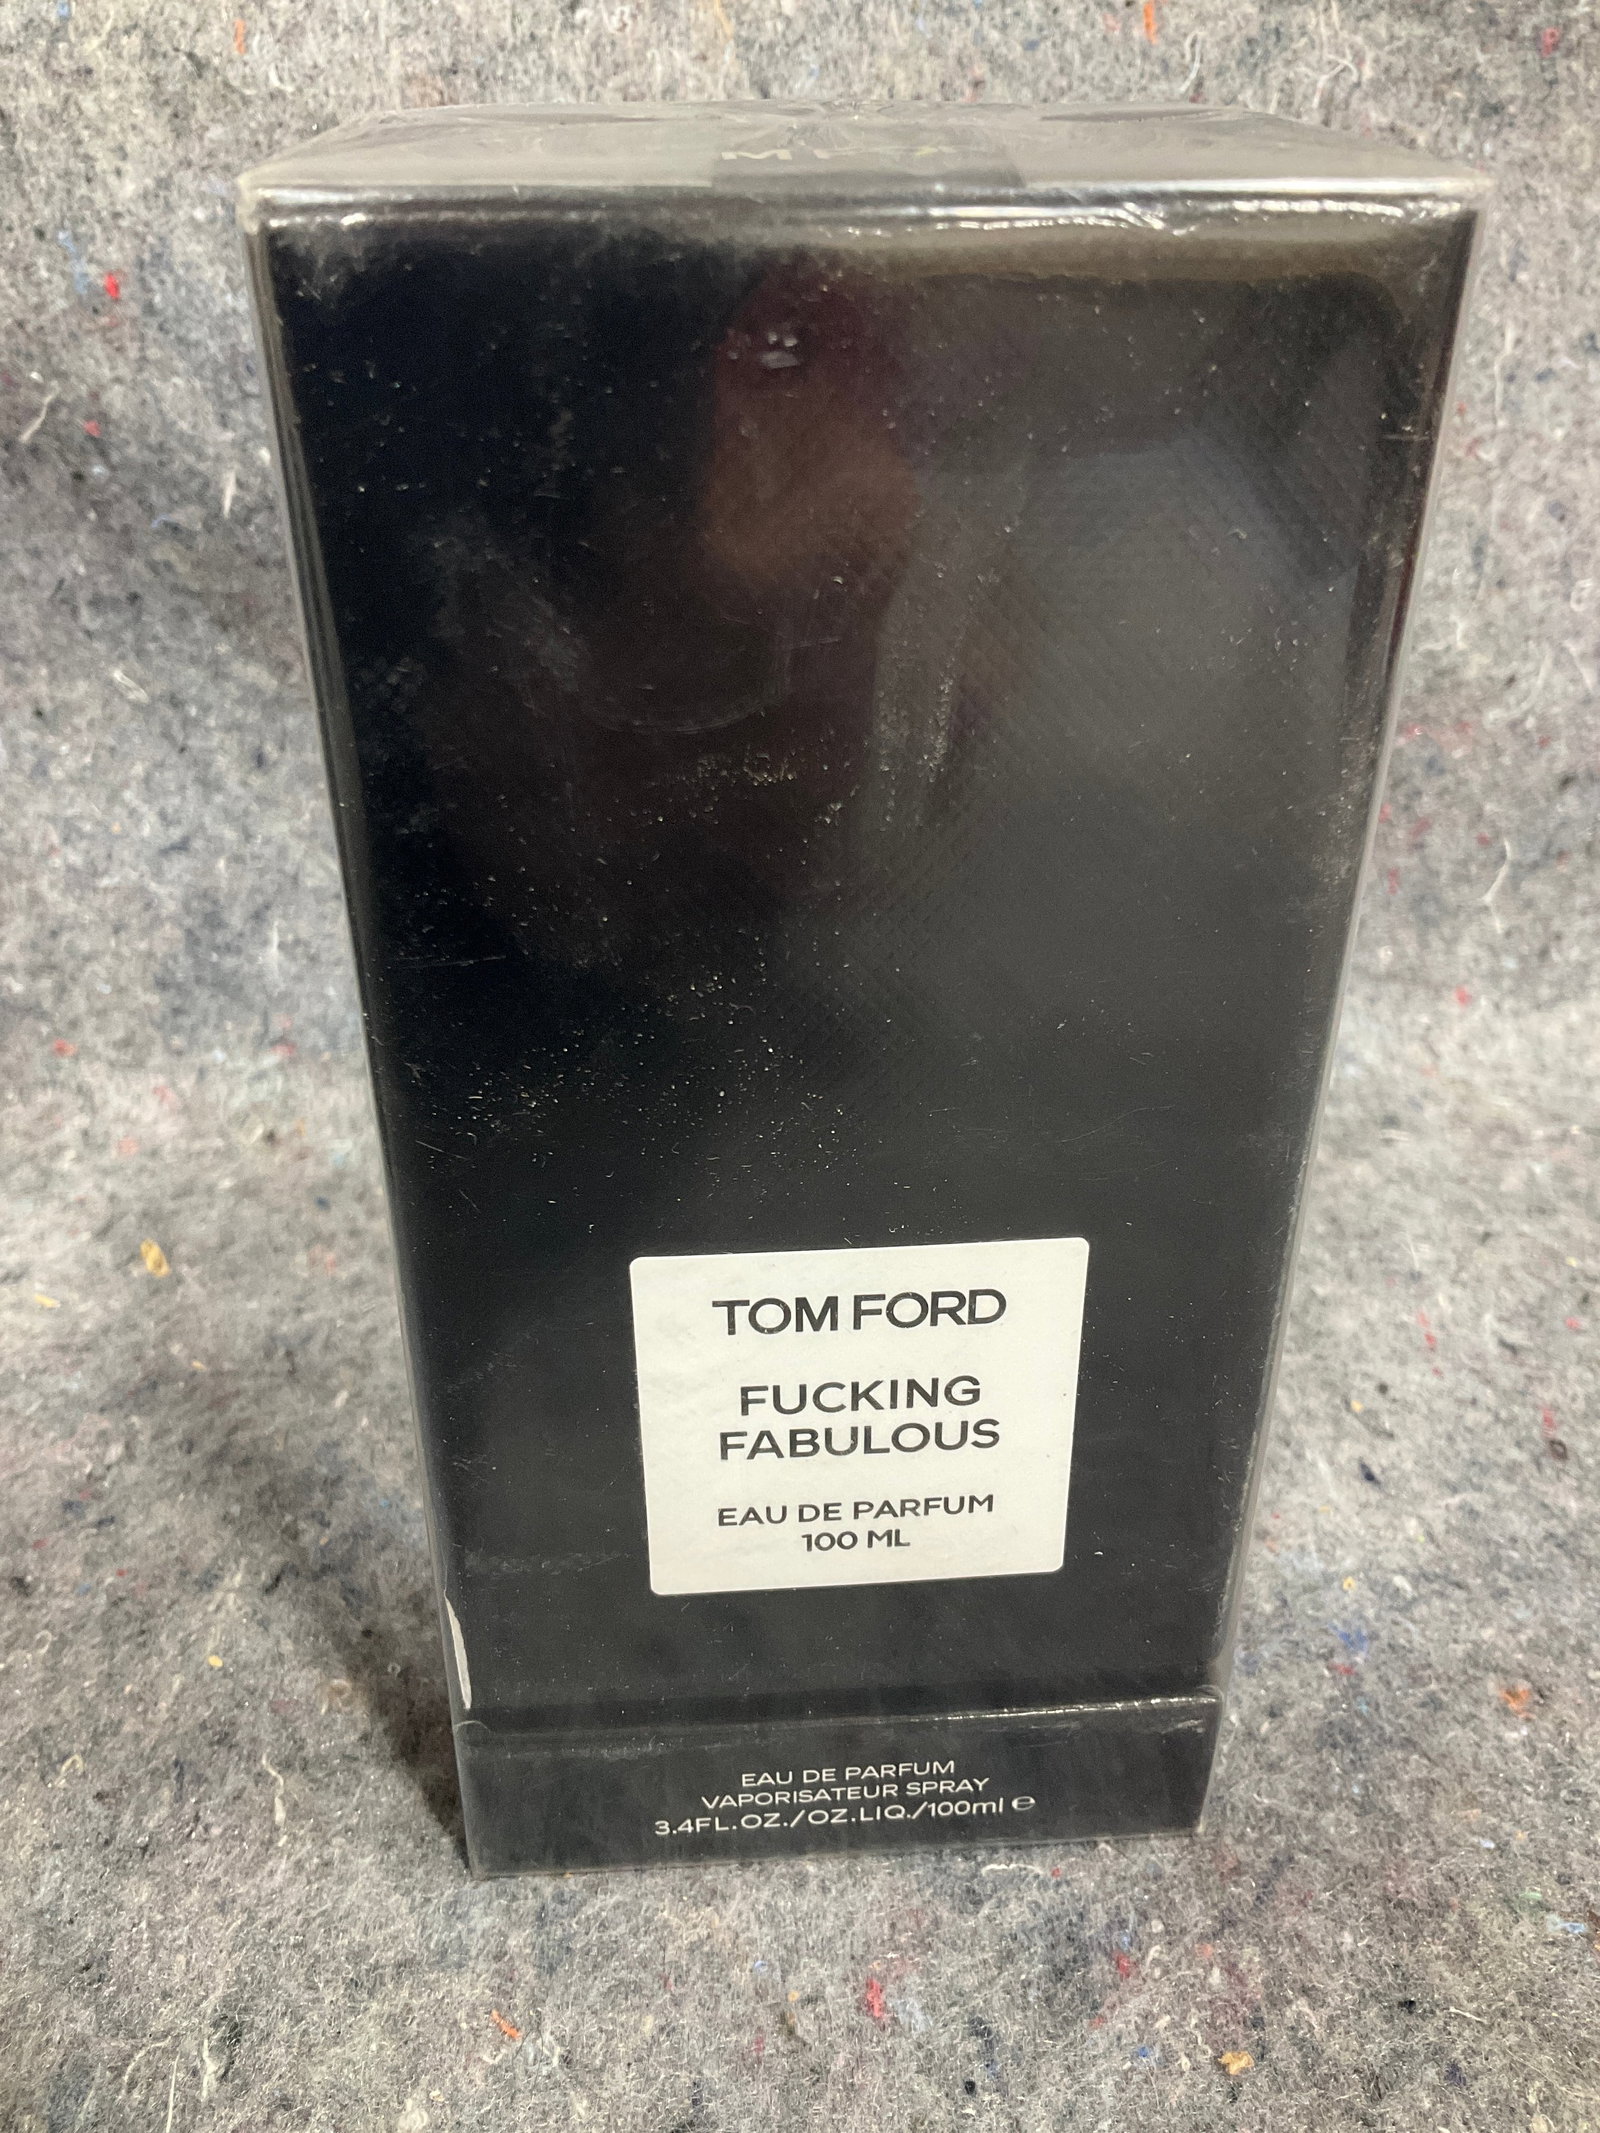 TOM FORD
FUCKING
FABULOUS
EAU DE PARFUM
100 ML
EAU DE PARFUM
VAPORISATEUR SPRAY
3.4FL.OZ./OZ.LIQ./100ml ℮